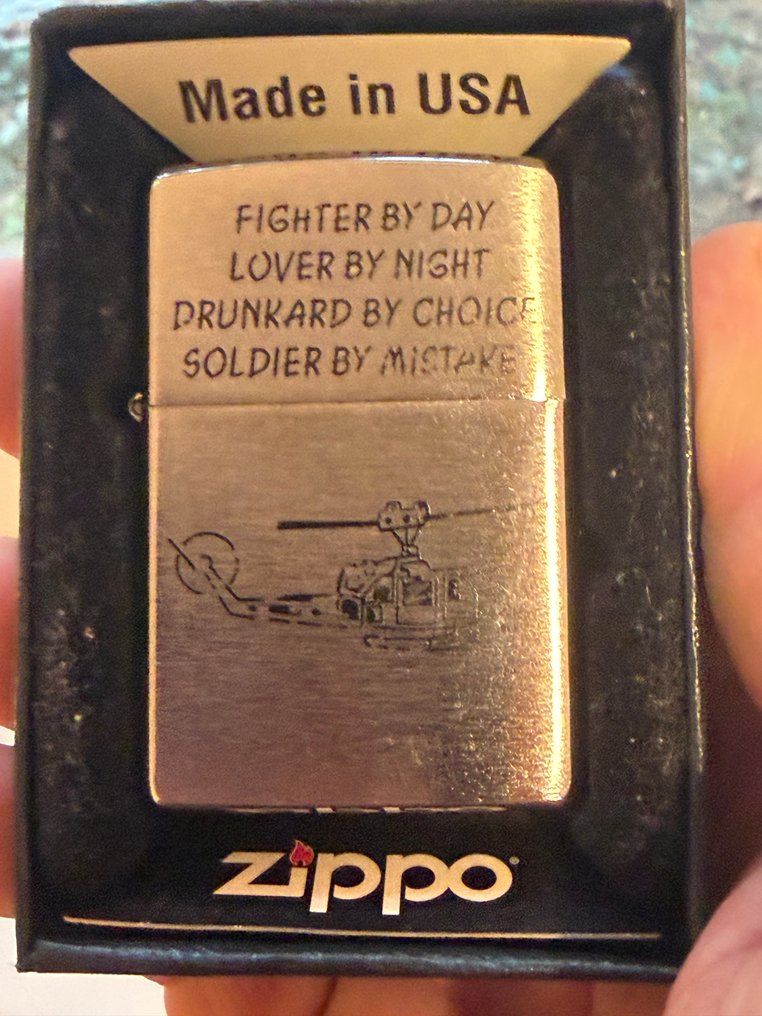 Made in USA
FIGHTER BY DAY
LOVER BY NIGHT
DRUNKARD BY CHOICE
SOLDIER BY MISTAKE
zippo